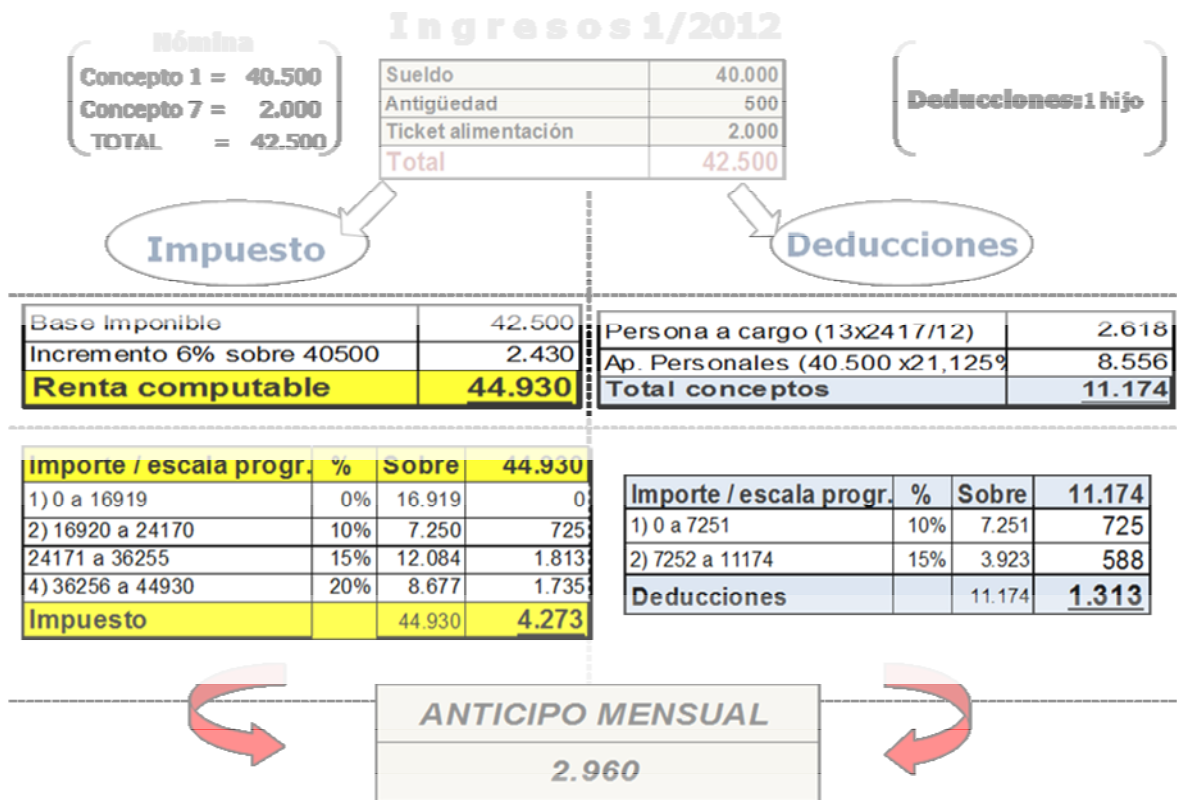 Ingresos 1/2012
Nómina
Concepto 1 = 40.500
Concepto 7 = 2.000
TOTAL = 42.500
Sueldo 40.000
Antigüedad 500
Ticket alimentación 2.000
Total 42.500
Deducciones: 1 hijo
Impuesto
Deducciones
Base Imponible 42.500
Incremento 6% sobre 40500 2.430
Renta computable 44.930
Persona a cargo (13x2417/12) 2.618
Ap. Personales (40.500 x21,125% 8.556
Total conceptos 11.174
Importe / escala progr. % Sobre 44.930
1) 0 a 16919 0% 16.919 0
2) 16920 a 24170 10% 7.250 725
24171 a 36255 15% 12.084 1.813
4) 36256 a 44930 20% 8.677 1.735
Impuesto 44.930 4.273
Importe / escala progr. % Sobre 11.174
1) 0 a 7251 10% 7.251 725
2) 7252 a 11174 15% 3.923 588
Deducciones 11.174 1.313
ANTICIPO MENSUAL
2.960